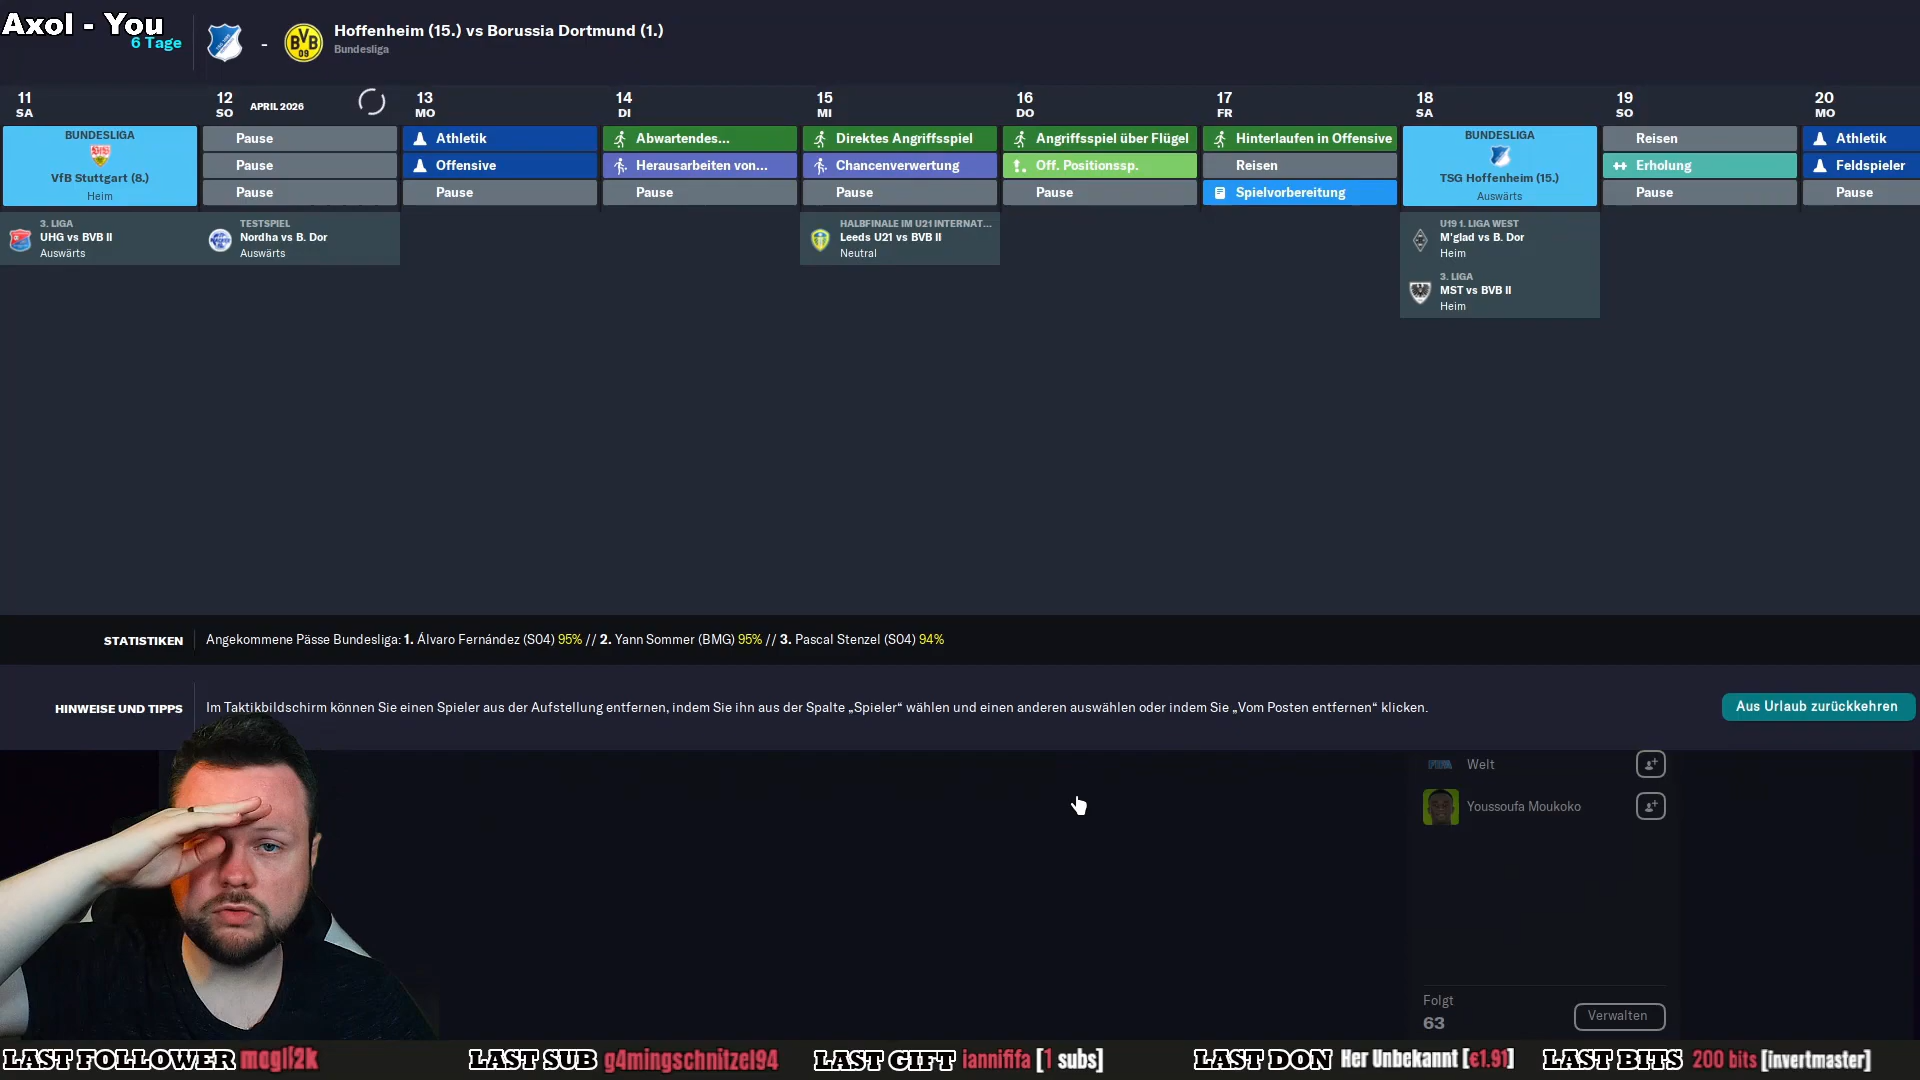 Axol - You
6 Tage
-
BVB
09
Hoffenheim (15.) vs Borussia Dortmund (1.)
Bundesliga
11
SA
12
SO
APRIL 2026
13
MO
14
DI
15
MI
16
DO
17
FR
18
SA
19
SO
20
MO
BUNDESLIGA
VfB Stuttgart (8.)
Heim
Pause
Pause
Pause
Athletik
Offensive
Pause
Abwartendes...
Herausarbeiten von...
Pause
Direktes Angriffsspiel
Chancenverwertung
Pause
Angriffsspiel über Flügel
Off. Positionssp.
Pause
Hinterlaufen in Offensive
Reisen
Spielvorbereitung
BUNDESLIGA
TSG Hoffenheim (15.)
Auswärts
Reisen
Erholung
Pause
Athletik
Feldspieler
Pause
3. LIGA
UHG vs BVB II
Auswärts
TESTSPIEL
Nordha vs B. Dor
Auswärts
HALBFINALE IM U21 INTERNAT...
Leeds U21 vs BVB II
Neutral
U19 1. LIGA WEST
M'glad vs B. Dor
Heim
3. LIGA
MST vs BVB II
Heim
STATISTIKEN
Angekommene Pässe Bundesliga: 1. Álvaro Fernández (S04) 95% // 2. Yann Sommer (BMG) 95% // 3. Pascal Stenzel (S04) 94%
HINWEISE UND TIPPS
Im Taktikbildschirm können Sie einen Spieler aus der Aufstellung entfernen, indem Sie ihn aus der Spalte „Spieler“ wählen und einen anderen auswählen oder indem Sie „Vom Posten entfernen“ klicken.
Aus Urlaub zurückkehren
FIFA
Welt
Youssoufa Moukoko
Folgt
63
Verwalten
LAST FOLLOWER mogli2k
LAST SUB g4mingschnitzel94
LAST GIFT iannififa [1 subs]
LAST DON Her Unbekannt [€1.91]
LAST BITS 200 bits [invertmaster]